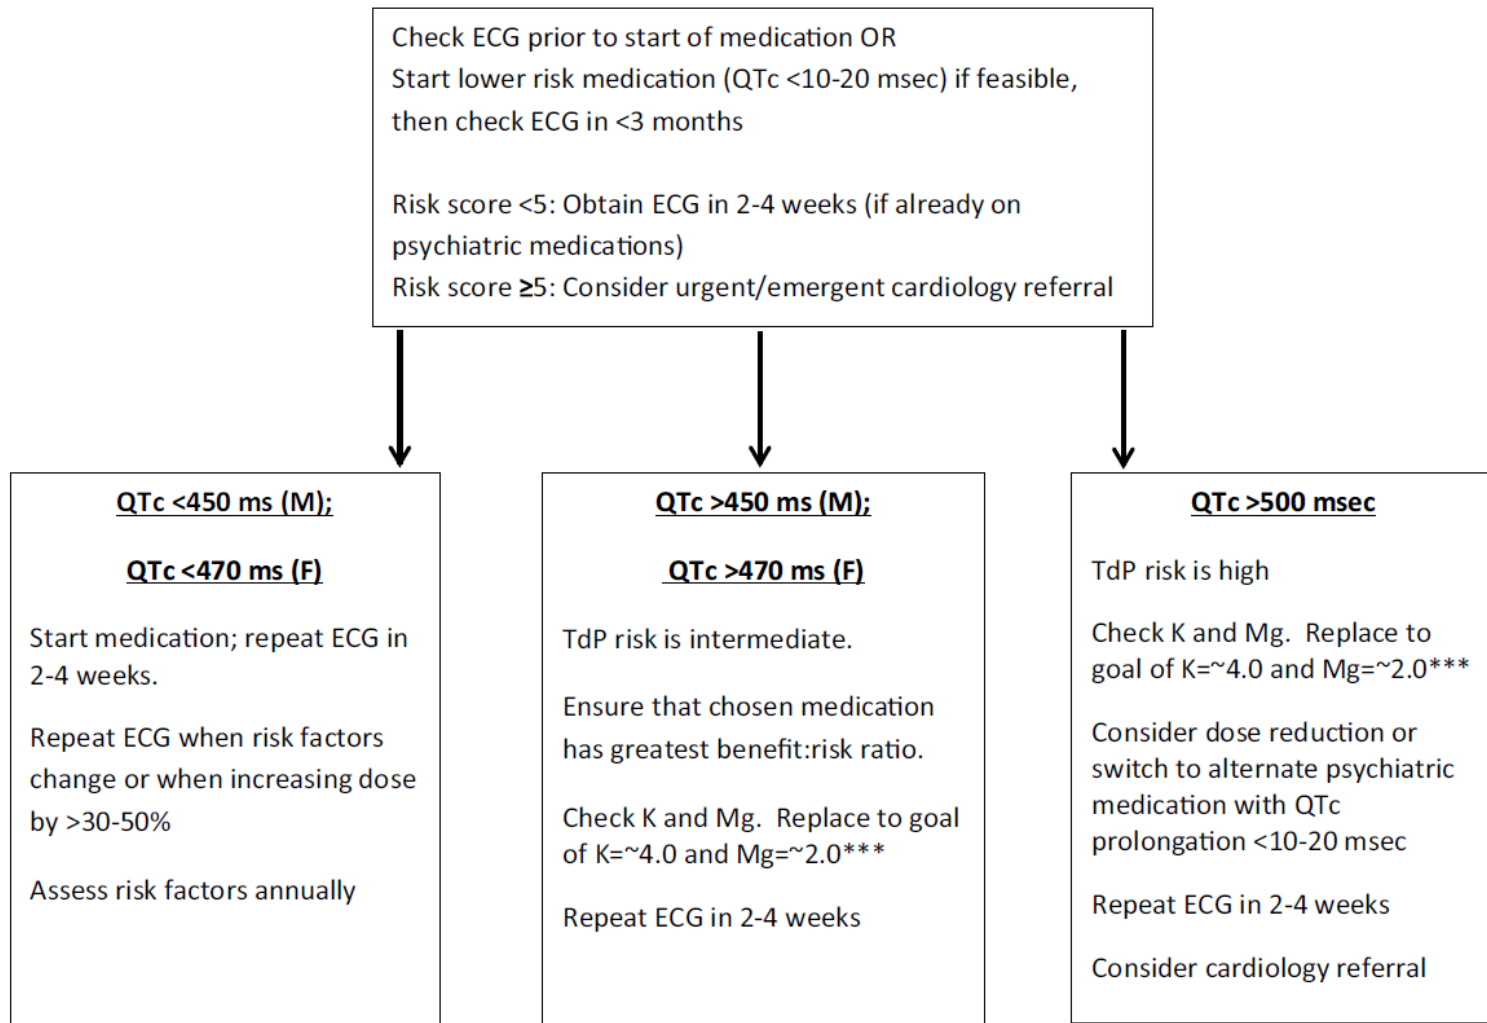 Check ECG prior to start of medication OR
Start lower risk medication (QTc <10-20 msec) if feasible,
then check ECG in <3 months
Risk score <5: Obtain ECG in 2-4 weeks (if already on
psychiatric medications)
Risk score ≥5: Consider urgent/emergent cardiology referral
QTc <450 ms (M);
QTc <470 ms (F)
Start medication; repeat ECG in
2-4 weeks.
Repeat ECG when risk factors
change or when increasing dose
by >30-50%
Assess risk factors annually
QTc >450 ms (M);
QTc >470 ms (F)
TdP risk is intermediate.
Ensure that chosen medication
has greatest benefit:risk ratio.
Check K and Mg. Replace to goal
of K=~4.0 and Mg=~2.0***
Repeat ECG in 2-4 weeks
QTc >500 msec
TdP risk is high
Check K and Mg. Replace to
goal of K=~4.0 and Mg=~2.0***
Consider dose reduction or
switch to alternate psychiatric
medication with QTc
prolongation <10-20 msec
Repeat ECG in 2-4 weeks
Consider cardiology referral